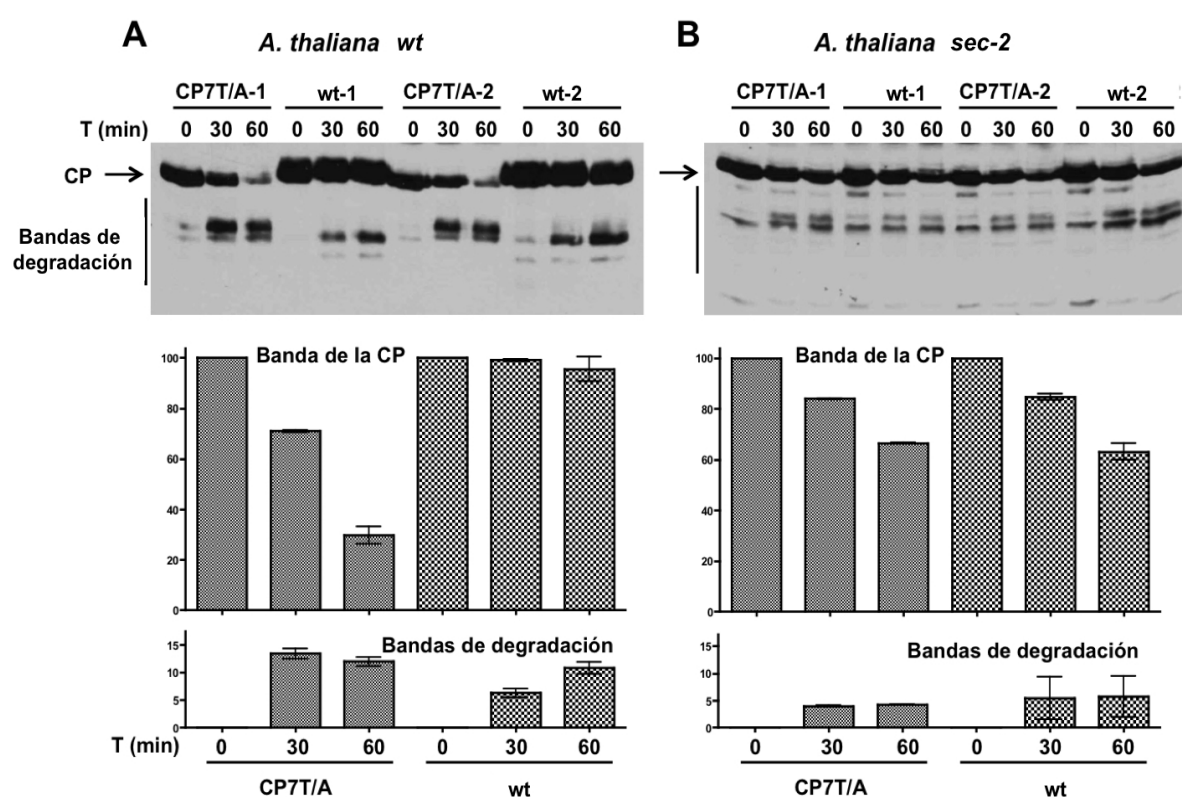 A
A. thaliana wt
CP7T/A-1 wt-1 CP7T/A-2 wt-2
T (min) 0 30 60 0 30 60 0 30 60 0 30 60
CP
Bandas de
degradación
Banda de la CP
100
80
60
40
20
0
Bandas de degradación
15
10
5
0
T (min) 0 30 60 0 30 60
CP7T/A wt
B
A. thaliana sec-2
CP7T/A-1 wt-1 CP7T/A-2 wt-2
0 30 60 0 30 60 0 30 60 0 30 60
Banda de la CP
100
80
60
40
20
0
Bandas de degradación
15
10
5
0
0 30 60 0 30 60
CP7T/A wt